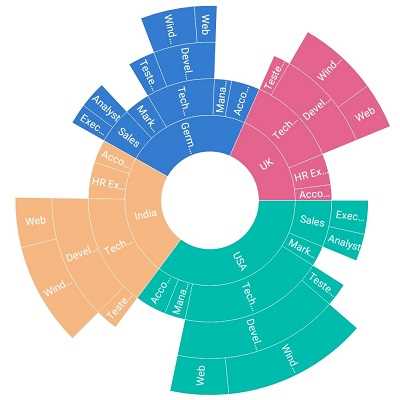 Wind...
Web
Devel...
Teste...
Tech...
Mark...
Mana...
Acco...
Analyst
Exec...
Sales
Germ...
Wind...
Web
Teste...
Devel...
Tech...
UK
HR Ex...
Acco...
Acco...
HR Ex...
India
Web
Devel...
Tech...
Wind...
Teste...
Sales
Exec...
Analyst
Mark...
USA
Tech...
Teste...
Acco...
Mana...
Devel...
Wind...
Web